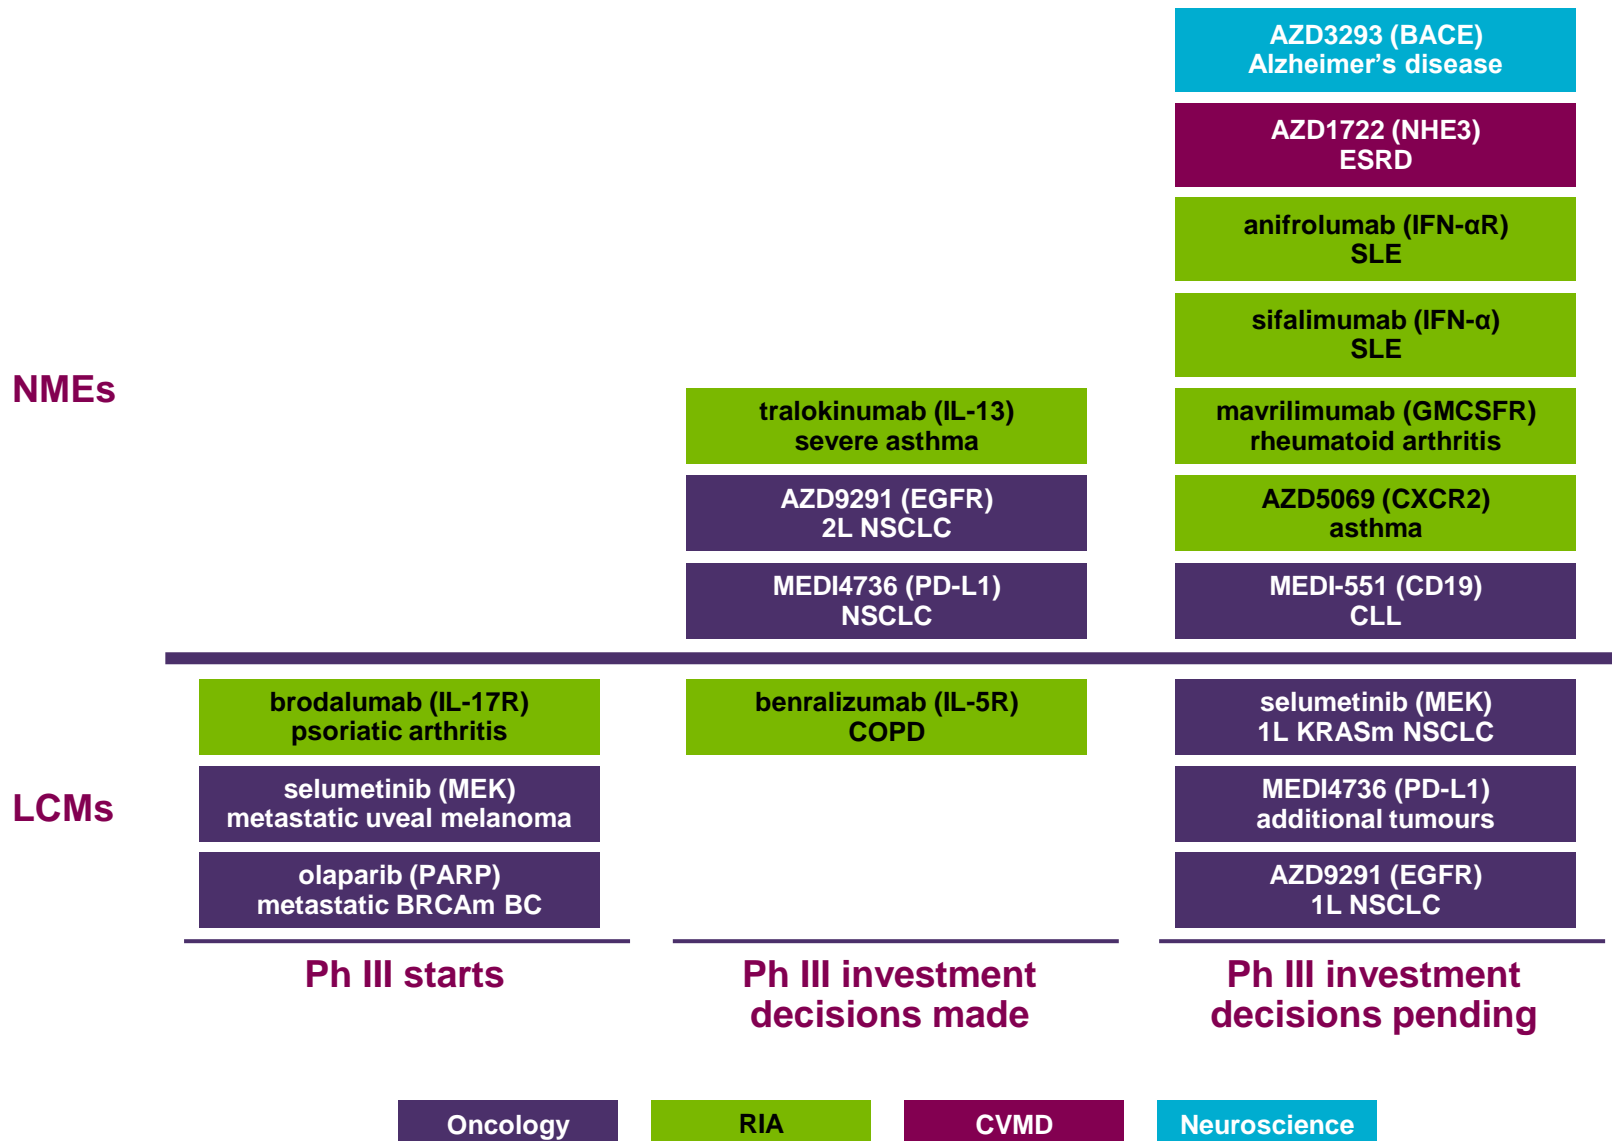 AZD3293 (BACE)
Alzheimer's disease
AZD1722 (NHE3)
ESRD
anifrolumab (IFN-αR)
SLE
sifalimumab (IFN-α)
SLE
NMEs
tralokinumab (IL-13)
severe asthma
mavrilimumab (GMCSFR)
rheumatoid arthritis
AZD9291 (EGFR)
2L NSCLC
AZD5069 (CXCR2)
asthma
MEDI4736 (PD-L1)
NSCLC
MEDI-551 (CD19)
CLL
LCMs
brodalumab (IL-17R)
psoriatic arthritis
benralizumab (IL-5R)
COPD
selumetinib (MEK)
1L KRASm NSCLC
selumetinib (MEK)
metastatic uveal melanoma
MEDI4736 (PD-L1)
additional tumours
olaparib (PARP)
metastatic BRCAm BC
AZD9291 (EGFR)
1L NSCLC
Ph III starts
Ph III investment
decisions made
Ph III investment
decisions pending
Oncology
RIA
CVMD
Neuroscience